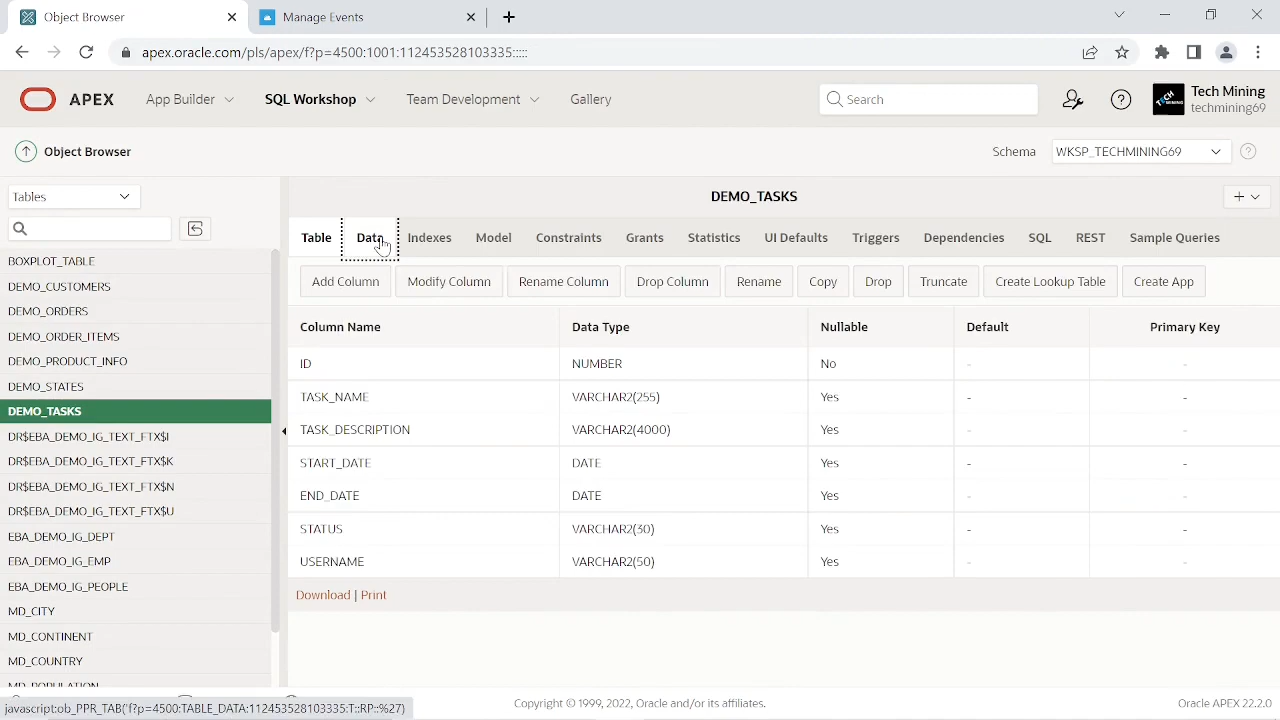 Object Browser
Manage Events
apex.oracle.com/pls/apex/f?p=4500:1001:112453528103335:::::
APEX
App Builder
SQL Workshop
Team Development
Gallery
Search
Tech Mining
techmining69
Object Browser
Schema
WKSP_TECHMINING69
Tables
DEMO_TASKS
Table
Data
Indexes
Model
Constraints
Grants
Statistics
UI Defaults
Triggers
Dependencies
SQL
REST
Sample Queries
Add Column
Modify Column
Rename Column
Drop Column
Rename
Copy
Drop
Truncate
Create Lookup Table
Create App
BOXPLOT_TABLE
DEMO_CUSTOMERS
DEMO_ORDERS
DEMO_ORDER_ITEMS
DEMO_PRODUCT_INFO
DEMO_STATES
DEMO_TASKS
DR$EBA_DEMO_IG_TEXT_FTX$I
DR$EBA_DEMO_IG_TEXT_FTX$K
DR$EBA_DEMO_IG_TEXT_FTX$N
DR$EBA_DEMO_IG_TEXT_FTX$U
EBA_DEMO_IG_DEPT
EBA_DEMO_IG_EMP
EBA_DEMO_IG_PEOPLE
MD_CITY
MD_CONTINENT
MD_COUNTRY
MD_POPULATION
Column Name Data Type Nullable Default Primary Key
ID NUMBER No - -
TASK_NAME VARCHAR2(255) Yes - -
TASK_DESCRIPTION VARCHAR2(4000) Yes - -
START_DATE DATE Yes - -
END_DATE DATE Yes - -
STATUS VARCHAR2(30) Yes - -
USERNAME VARCHAR2(50) Yes - -
Download | Print
javascript:ob_PPR_TAB('f?p=4500:TABLE_DATA:112453528103335:T::RP::%27)
Copyright © 1999, 2022, Oracle and/or its affiliates.
Oracle APEX 22.2.0